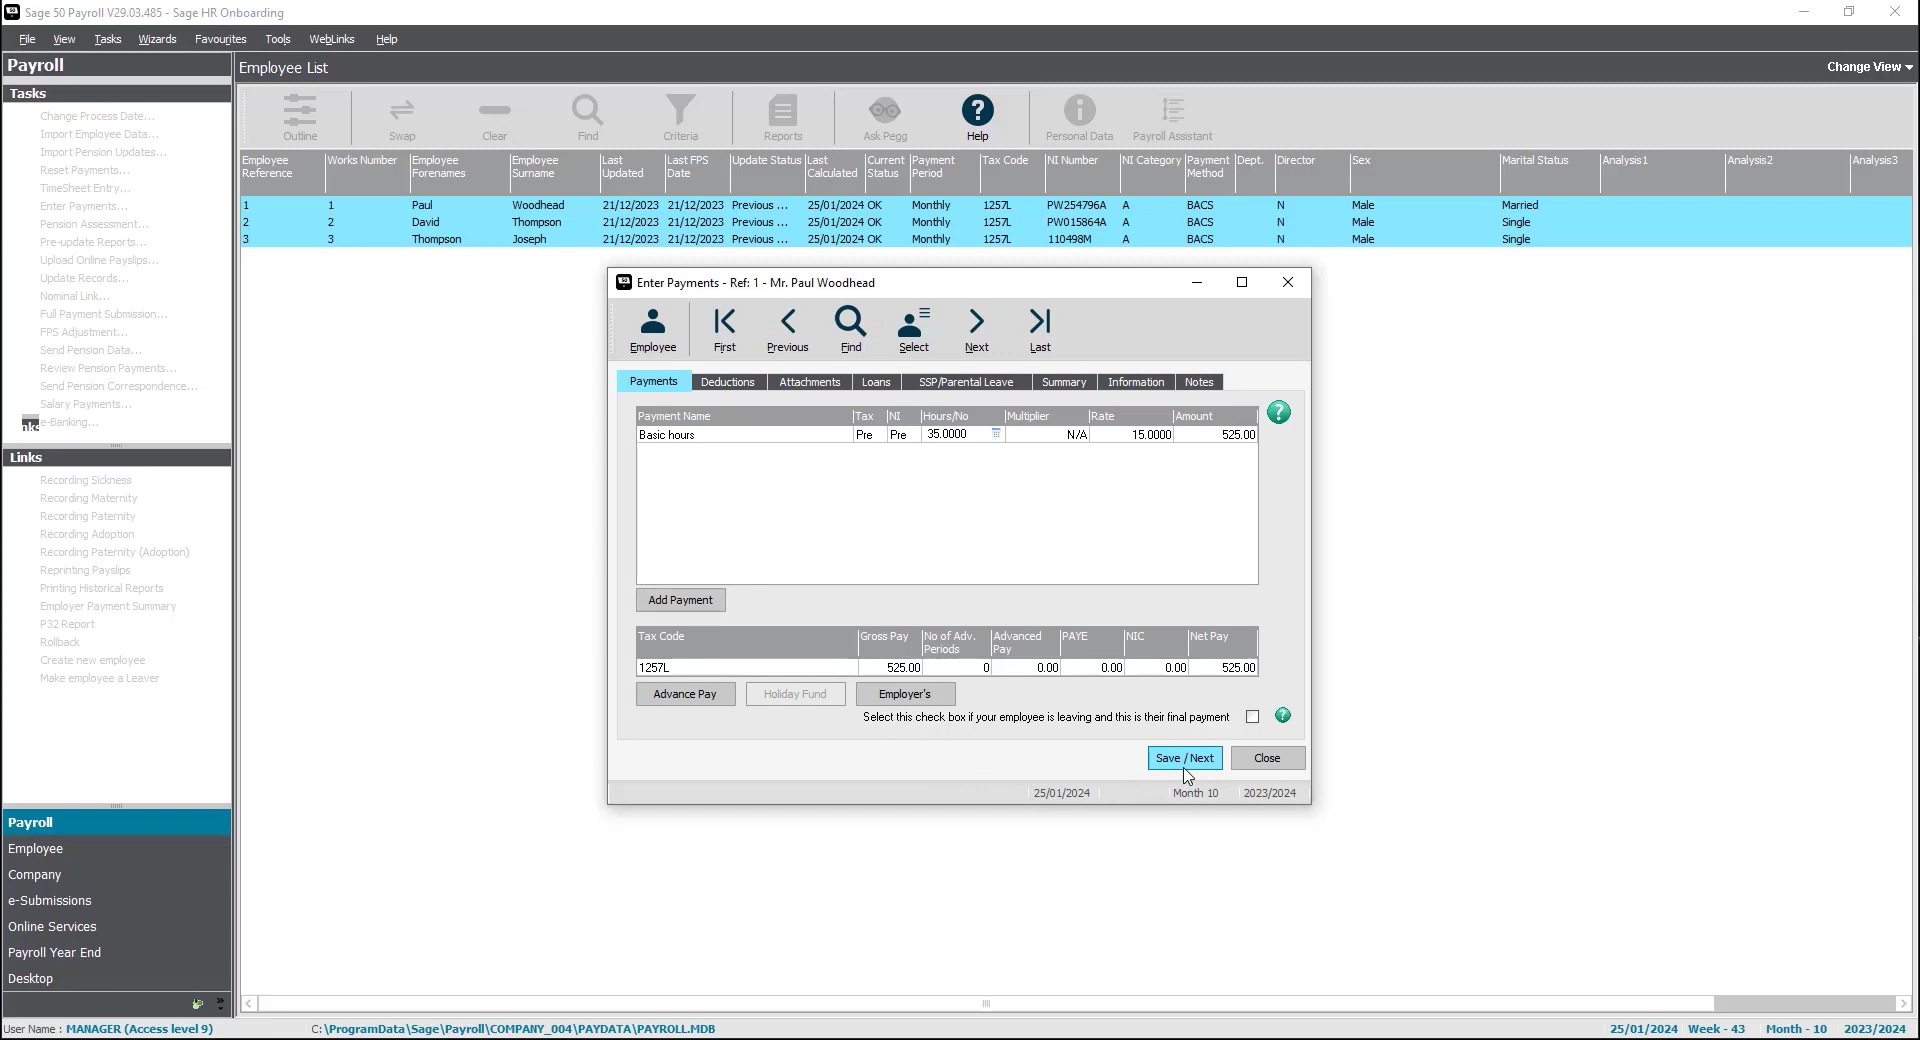 Sage 50 Payroll V29.03.485 - Sage HR Onboarding
File View Tasks Wizards Favourites Tools WebLinks Help
Payroll
Employee List
Change View
Tasks
Change Process Date...
Import Employee Data...
Import Pension Updates...
Reset Payments...
TimeSheet Entry...
Enter Payments...
Pension Assessment...
Pre-update Reports...
Upload Online Payslips...
Update Records...
Nominal Link...
Full Payment Submission...
FPS Adjustment...
Send Pension Data...
Review Pension Payments...
Send Pension Correspondence...
Salary Payments...
e-Banking...
Links
Recording Sickness
Recording Maternity
Recording Paternity
Recording Adoption
Recording Paternity (Adoption)
Reprinting Payslips
Printing Historical Reports
Employer Payment Summary
P32 Report
Rollback
Create new employee
Make employee a Leaver
Payroll
Employee
Company
e-Submissions
Online Services
Payroll Year End
Desktop
Outline Swap Clear Find Criteria Reports Ask Pegg Help Personal Data Payroll Assistant
Employee Reference Works Number Employee Forenames Employee Surname Last Updated Last FPS Date Update Status Last Calculated Current Status Payment Period Tax Code NI Number NI Category Payment Method Dept. Director Sex Marital Status Analysis1 Analysis2 Analysis3
1 1 Paul Woodhead 21/12/2023 21/12/2023 Previous ... 25/01/2024 OK Monthly 1257L PW254796A A BACS N Male Married
2 2 David Thompson 21/12/2023 21/12/2023 Previous ... 25/01/2024 OK Monthly 1257L PW015864A A BACS N Male Single
3 3 Thompson Joseph 21/12/2023 21/12/2023 Previous ... 25/01/2024 OK Monthly 1257L 110498M A BACS N Male Single
Enter Payments - Ref: 1 - Mr. Paul Woodhead
Employee First Previous Find Select Next Last
Payments Deductions Attachments Loans SSP/Parental Leave Summary Information Notes
Payment Name Tax NI Hours/No Multiplier Rate Amount
Basic hours Pre Pre 35.0000 N/A 15.0000 525.00
Add Payment
Tax Code Gross Pay No of Adv. Periods Advanced Pay PAYE NIC Net Pay
1257L 525.00 0 0.00 0.00 0.00 525.00
Advance Pay Holiday Fund Employer's
Select this check box if your employee is leaving and this is their final payment
Save / Next Close
25/01/2024 Month 10 2023/2024
User Name : MANAGER (Access level 9) C:\ProgramData\Sage\Payroll\COMPANY_004\PAYDATA\PAYROLL.MDB 25/01/2024 Week - 43 Month - 10 2023/2024